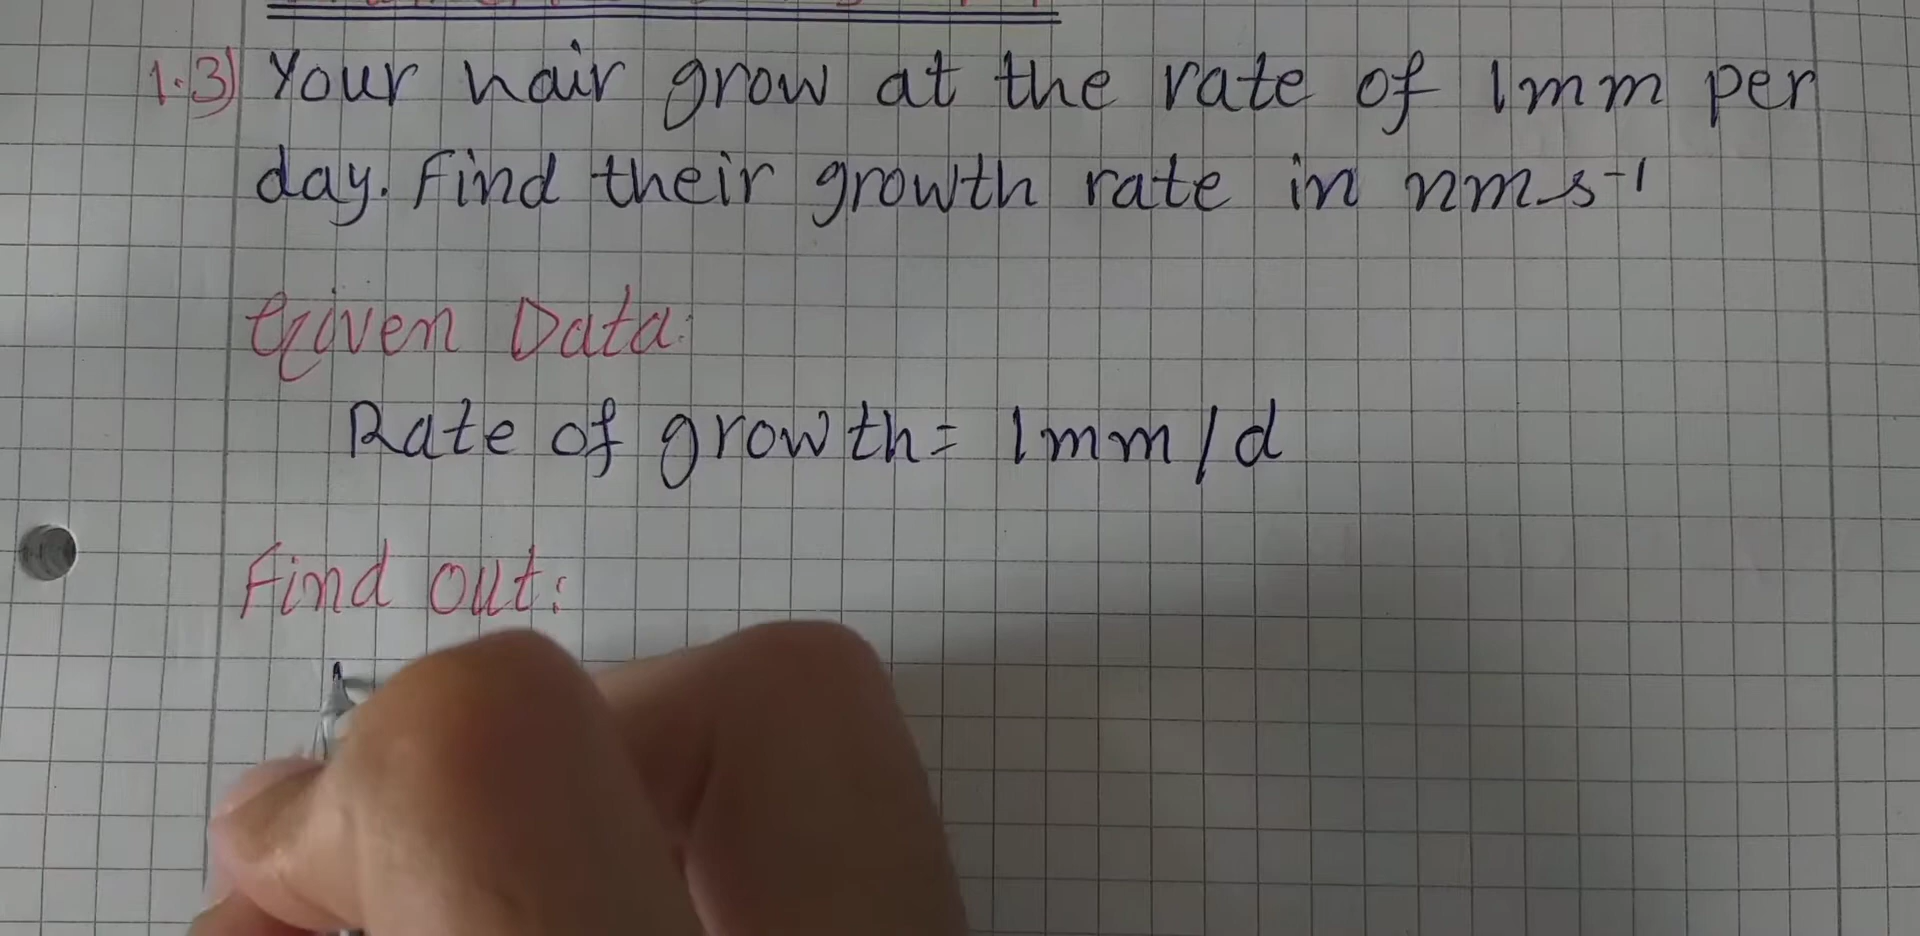 1.3) Your hair grow at the rate of 1mm per
day. Find their growth rate in nms⁻¹
Given Data:
Rate of growth = 1mm/d
Find out: